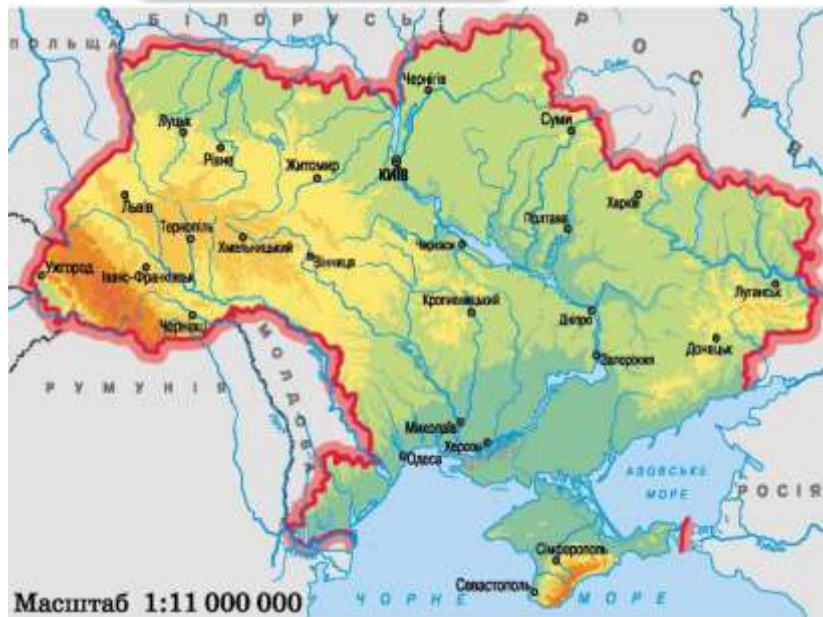 БІЛОРУСЬ
ПОЛЬЩА
РОСІЯ
Чернігів
Луцьк
Рівне
Суми
Житомир
КИЇВ
Львів
Харків
Тернопіль
Полтава
Хмельницький
Черкаси
Вінниця
Ужгород
Івано-Франківськ
Луганськ
Кропивницький
Дніпро
Чернівці
Донецьк
Запоріжжя
МОЛДОВА
РУМУНІЯ
Миколаїв
Херсон
Одеса
АЗОВСЬКЕ
МОРЕ
РОСІЯ
Сімферополь
Севастополь
Масштаб 1:11 000 000
ЧОРНЕ МОРЕ